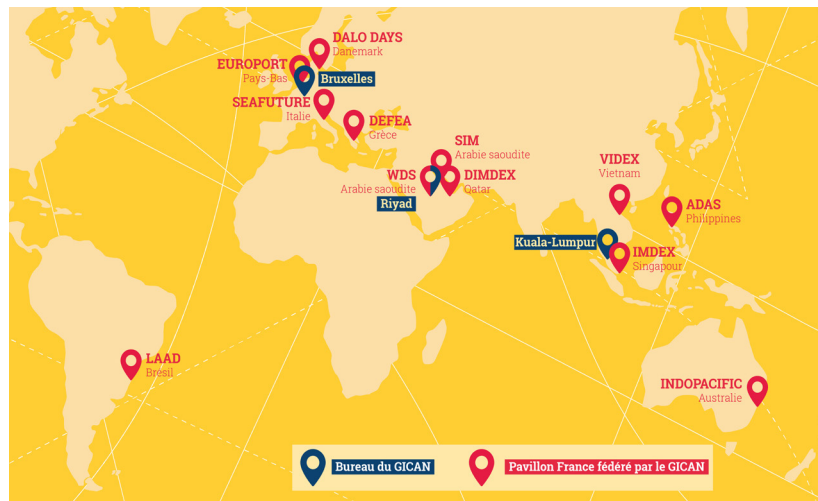 DALO DAYS
Danemark
EUROPORT
Pays-Bas
Bruxelles
SEAFUTURE
Italie
DEFEA
Grèce
SIM
Arabie saoudite
WDS
Arabie saoudite
DIMDEX
Qatar
Riyad
VIDEX
Vietnam
ADAS
Philippines
Kuala-Lumpur
IMDEX
Singapour
LAAD
Brésil
INDOPACIFIC
Australie
Bureau du GICAN
Pavillon France fédéré par le GICAN